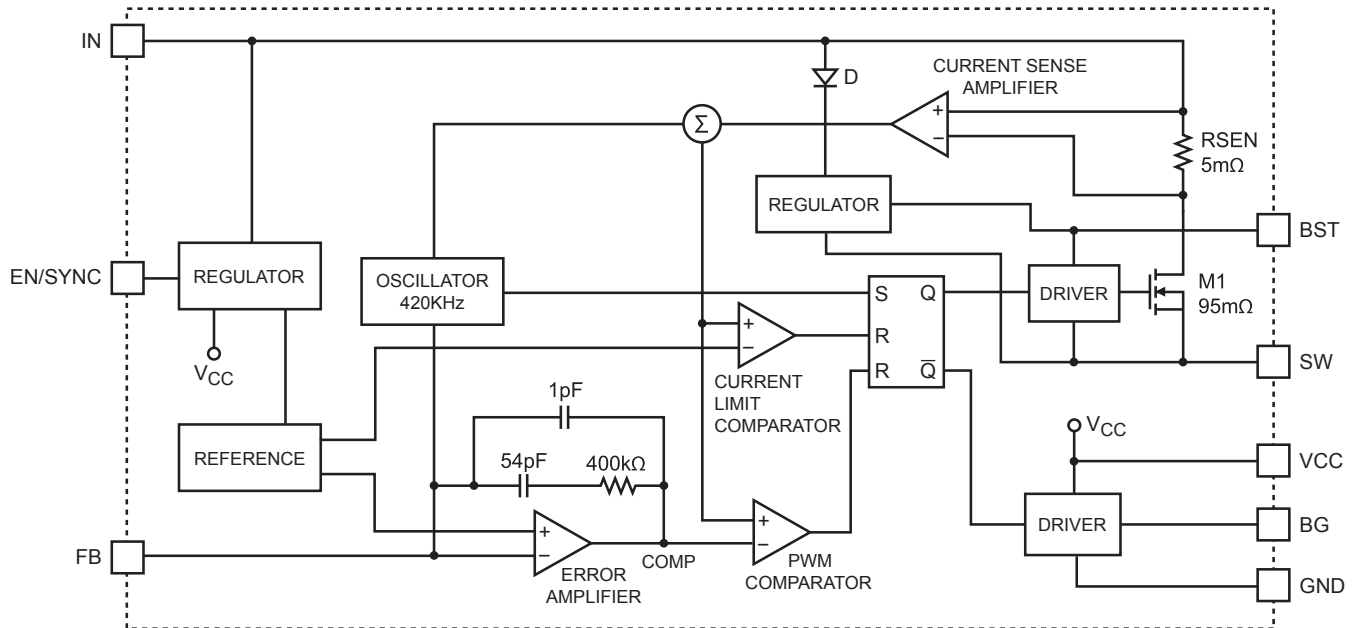 IN
D
CURRENT SENSE
AMPLIFIER
Σ
+
−
RSEN
5mΩ
REGULATOR
BST
EN/SYNC
REGULATOR
OSCILLATOR
420KHz
S
Q
DRIVER
M1
95mΩ
+
−
R
VCC
CURRENT
LIMIT
COMPARATOR
R
Q̅
SW
1pF
VCC
REFERENCE
54pF
400kΩ
VCC
+
−
+
−
DRIVER
BG
FB
COMP
ERROR
AMPLIFIER
PWM
COMPARATOR
GND